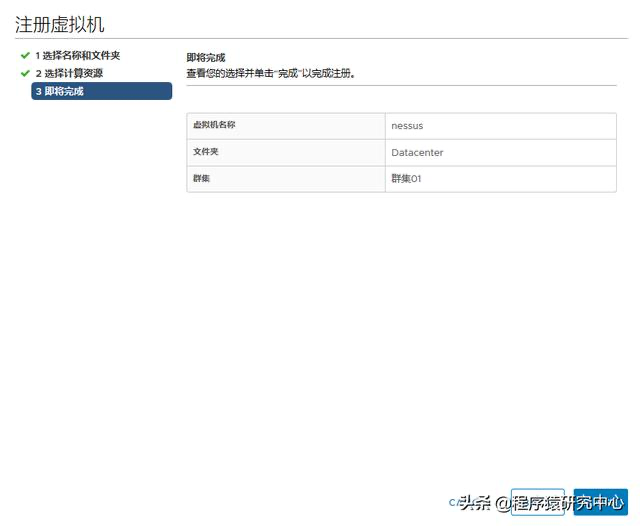 注册虚拟机
1 选择名称和文件夹
2 选择计算资源
3 即将完成
即将完成
查看您的选择并单击“完成”以完成注册。
虚拟机名称 nessus
文件夹 Datacenter
群集 群集01
头条 @程序猿研究中心